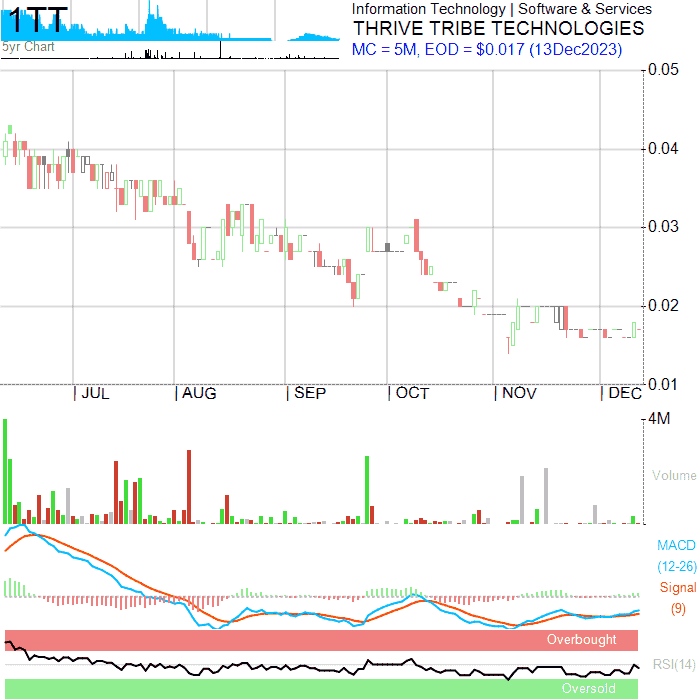 1TT
5yr Chart
Information Technology | Software & Services
THRIVE TRIBE TECHNOLOGIES
MC = 5M, EOD = $0.017 (13Dec2023)
0.05
0.04
0.03
0.02
0.01
| JUL | AUG | SEP | OCT | NOV | DEC
4M
Volume
MACD
(12-26)
Signal
(9)
Overbought
RSI(14)
Oversold